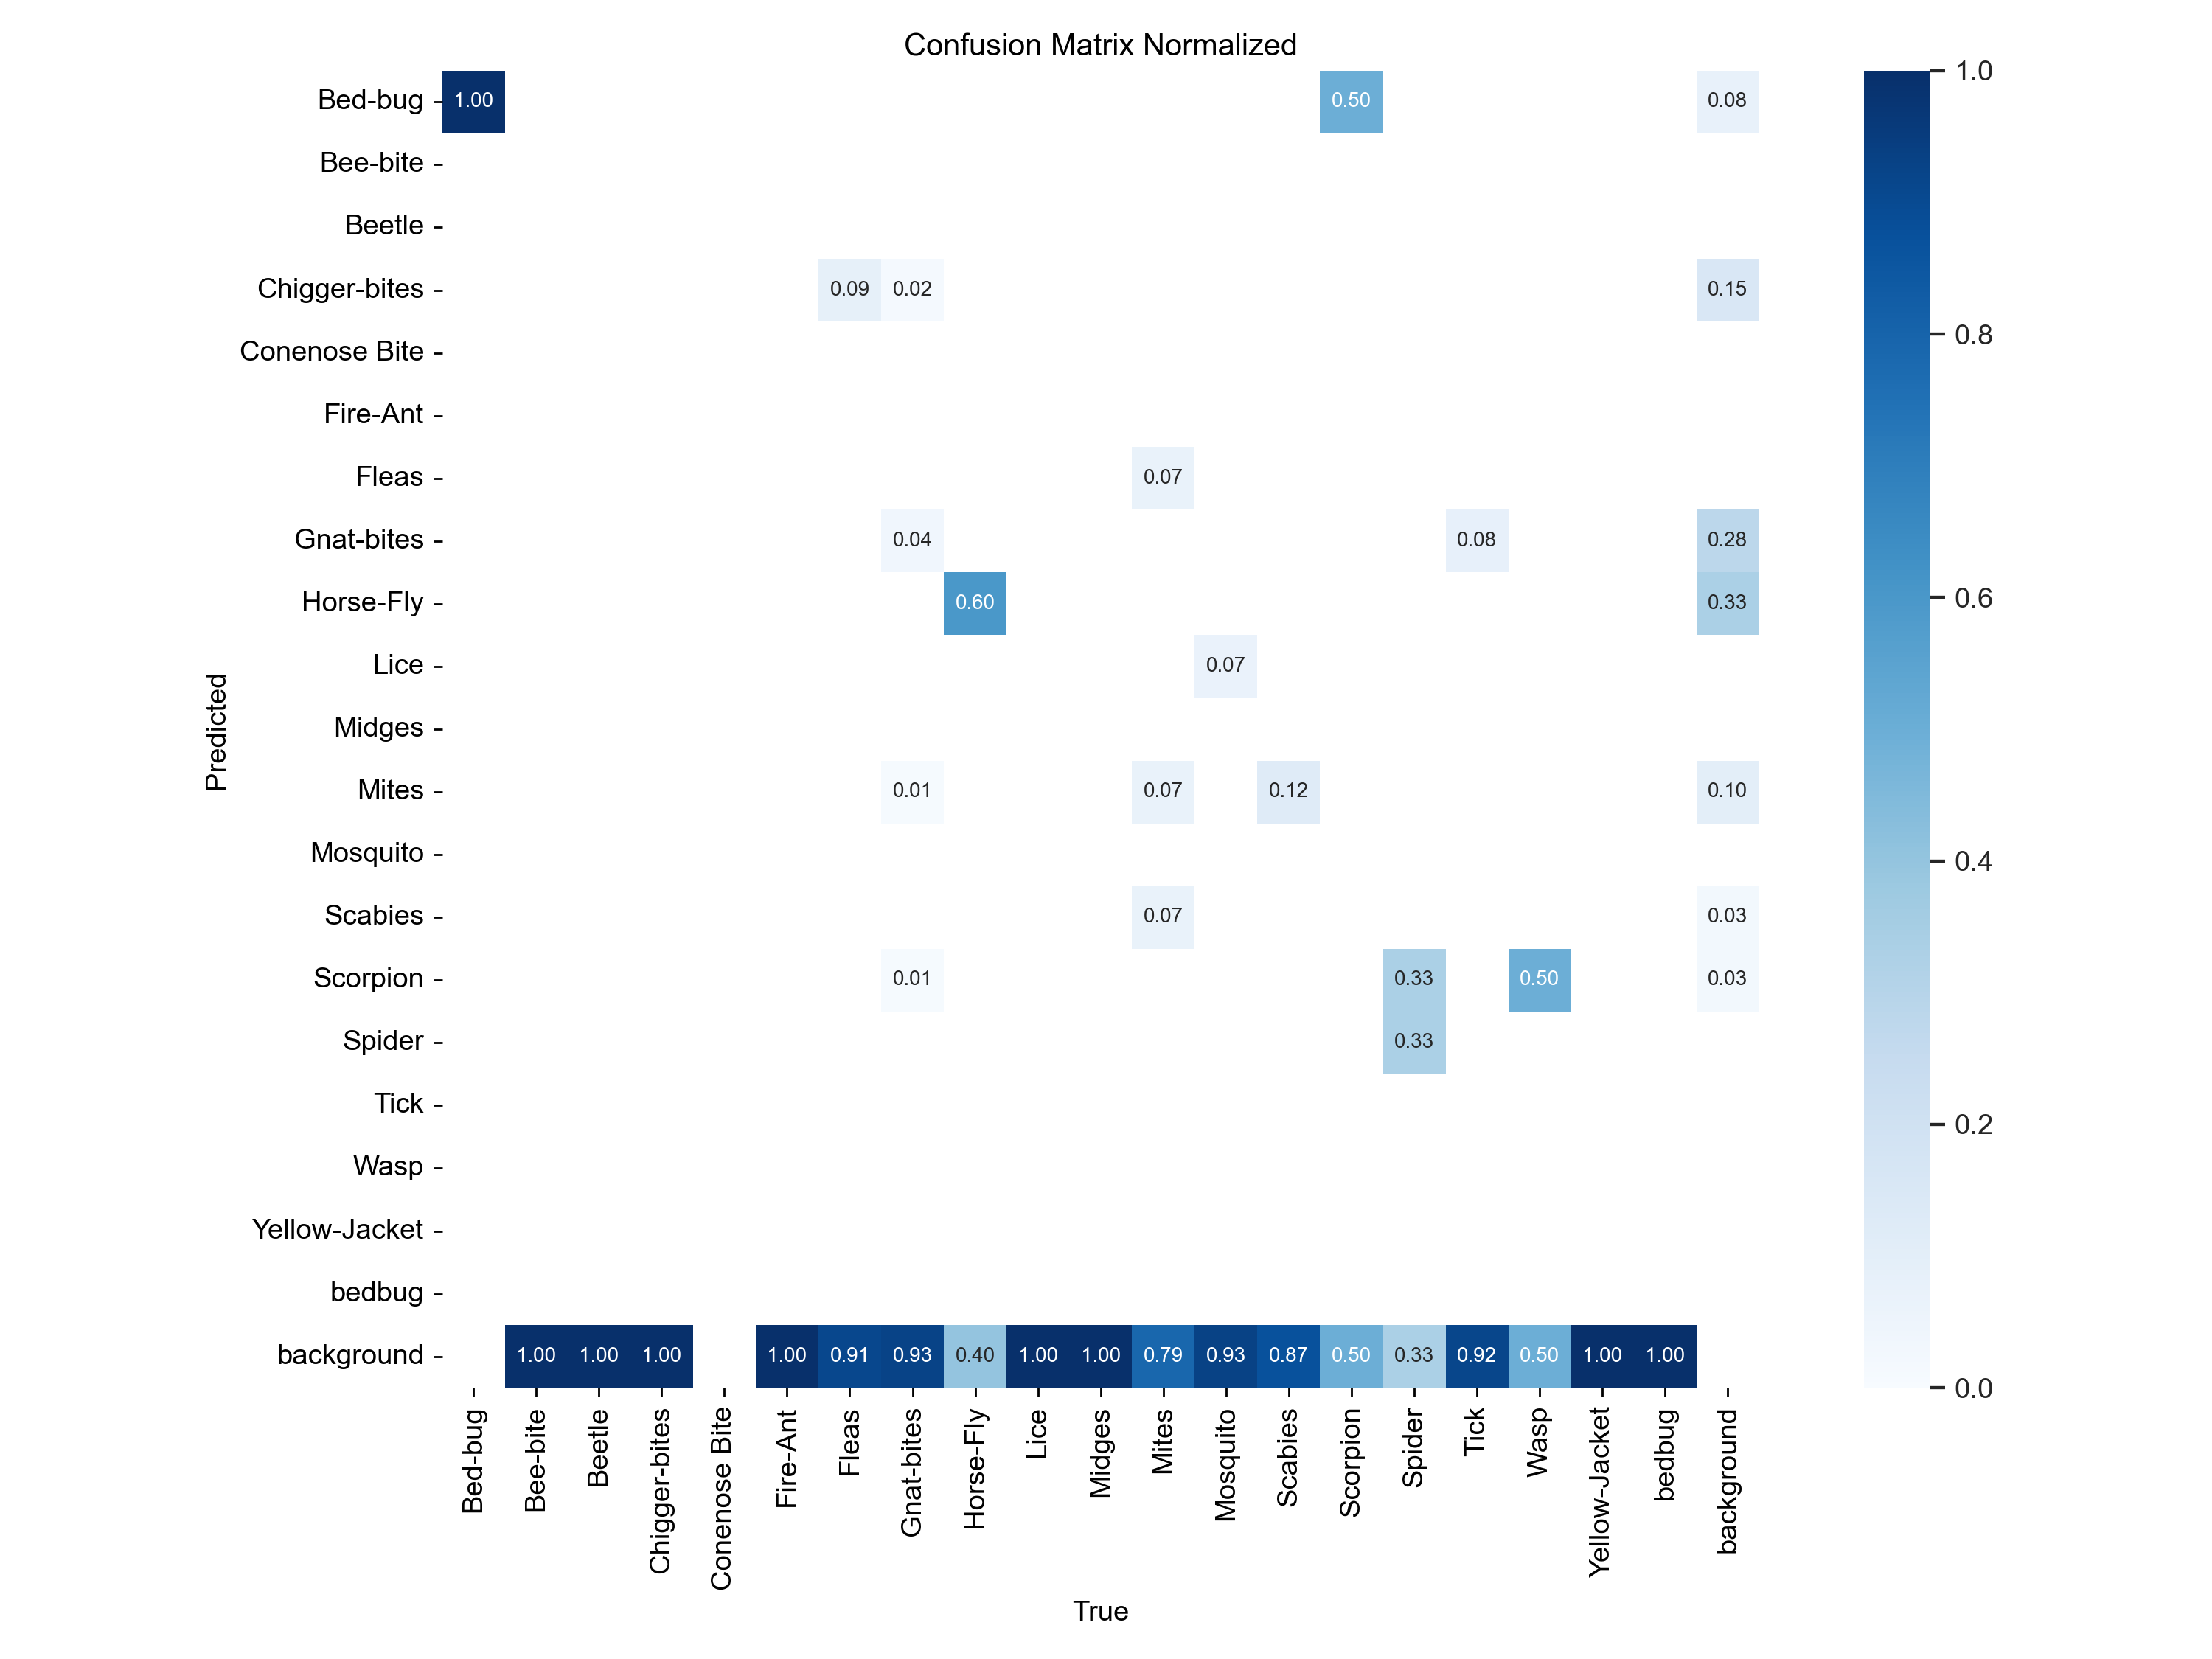 Confusion Matrix Normalized
Bed-bug 1.00 0.50 0.08 1.0
Bee-bite
Beetle
Chigger-bites 0.09 0.02 0.15
0.8
Conenose Bite
Fire-Ant
Fleas 0.07
Gnat-bites 0.04 0.08 0.28
Horse-Fly 0.60 0.33 0.6
Lice 0.07
Predicted
Midges
Mites 0.01 0.07 0.12 0.10
Mosquito 0.4
Scabies 0.07 0.03
Scorpion 0.01 0.33 0.50 0.03
Spider 0.33
Tick 0.2
Wasp
Yellow-Jacket
bedbug
background 1.00 1.00 1.00 1.00 0.91 0.93 0.40 1.00 1.00 0.79 0.93 0.87 0.50 0.33 0.92 0.50 1.00 1.00
0.0
Bed-bug
Bee-bite
Beetle
Chigger-bites
Conenose Bite
Fire-Ant
Fleas
Gnat-bites
Horse-Fly
Lice
Midges
Mites
Mosquito
Scabies
Scorpion
Spider
Tick
Wasp
Yellow-Jacket
bedbug
background
True